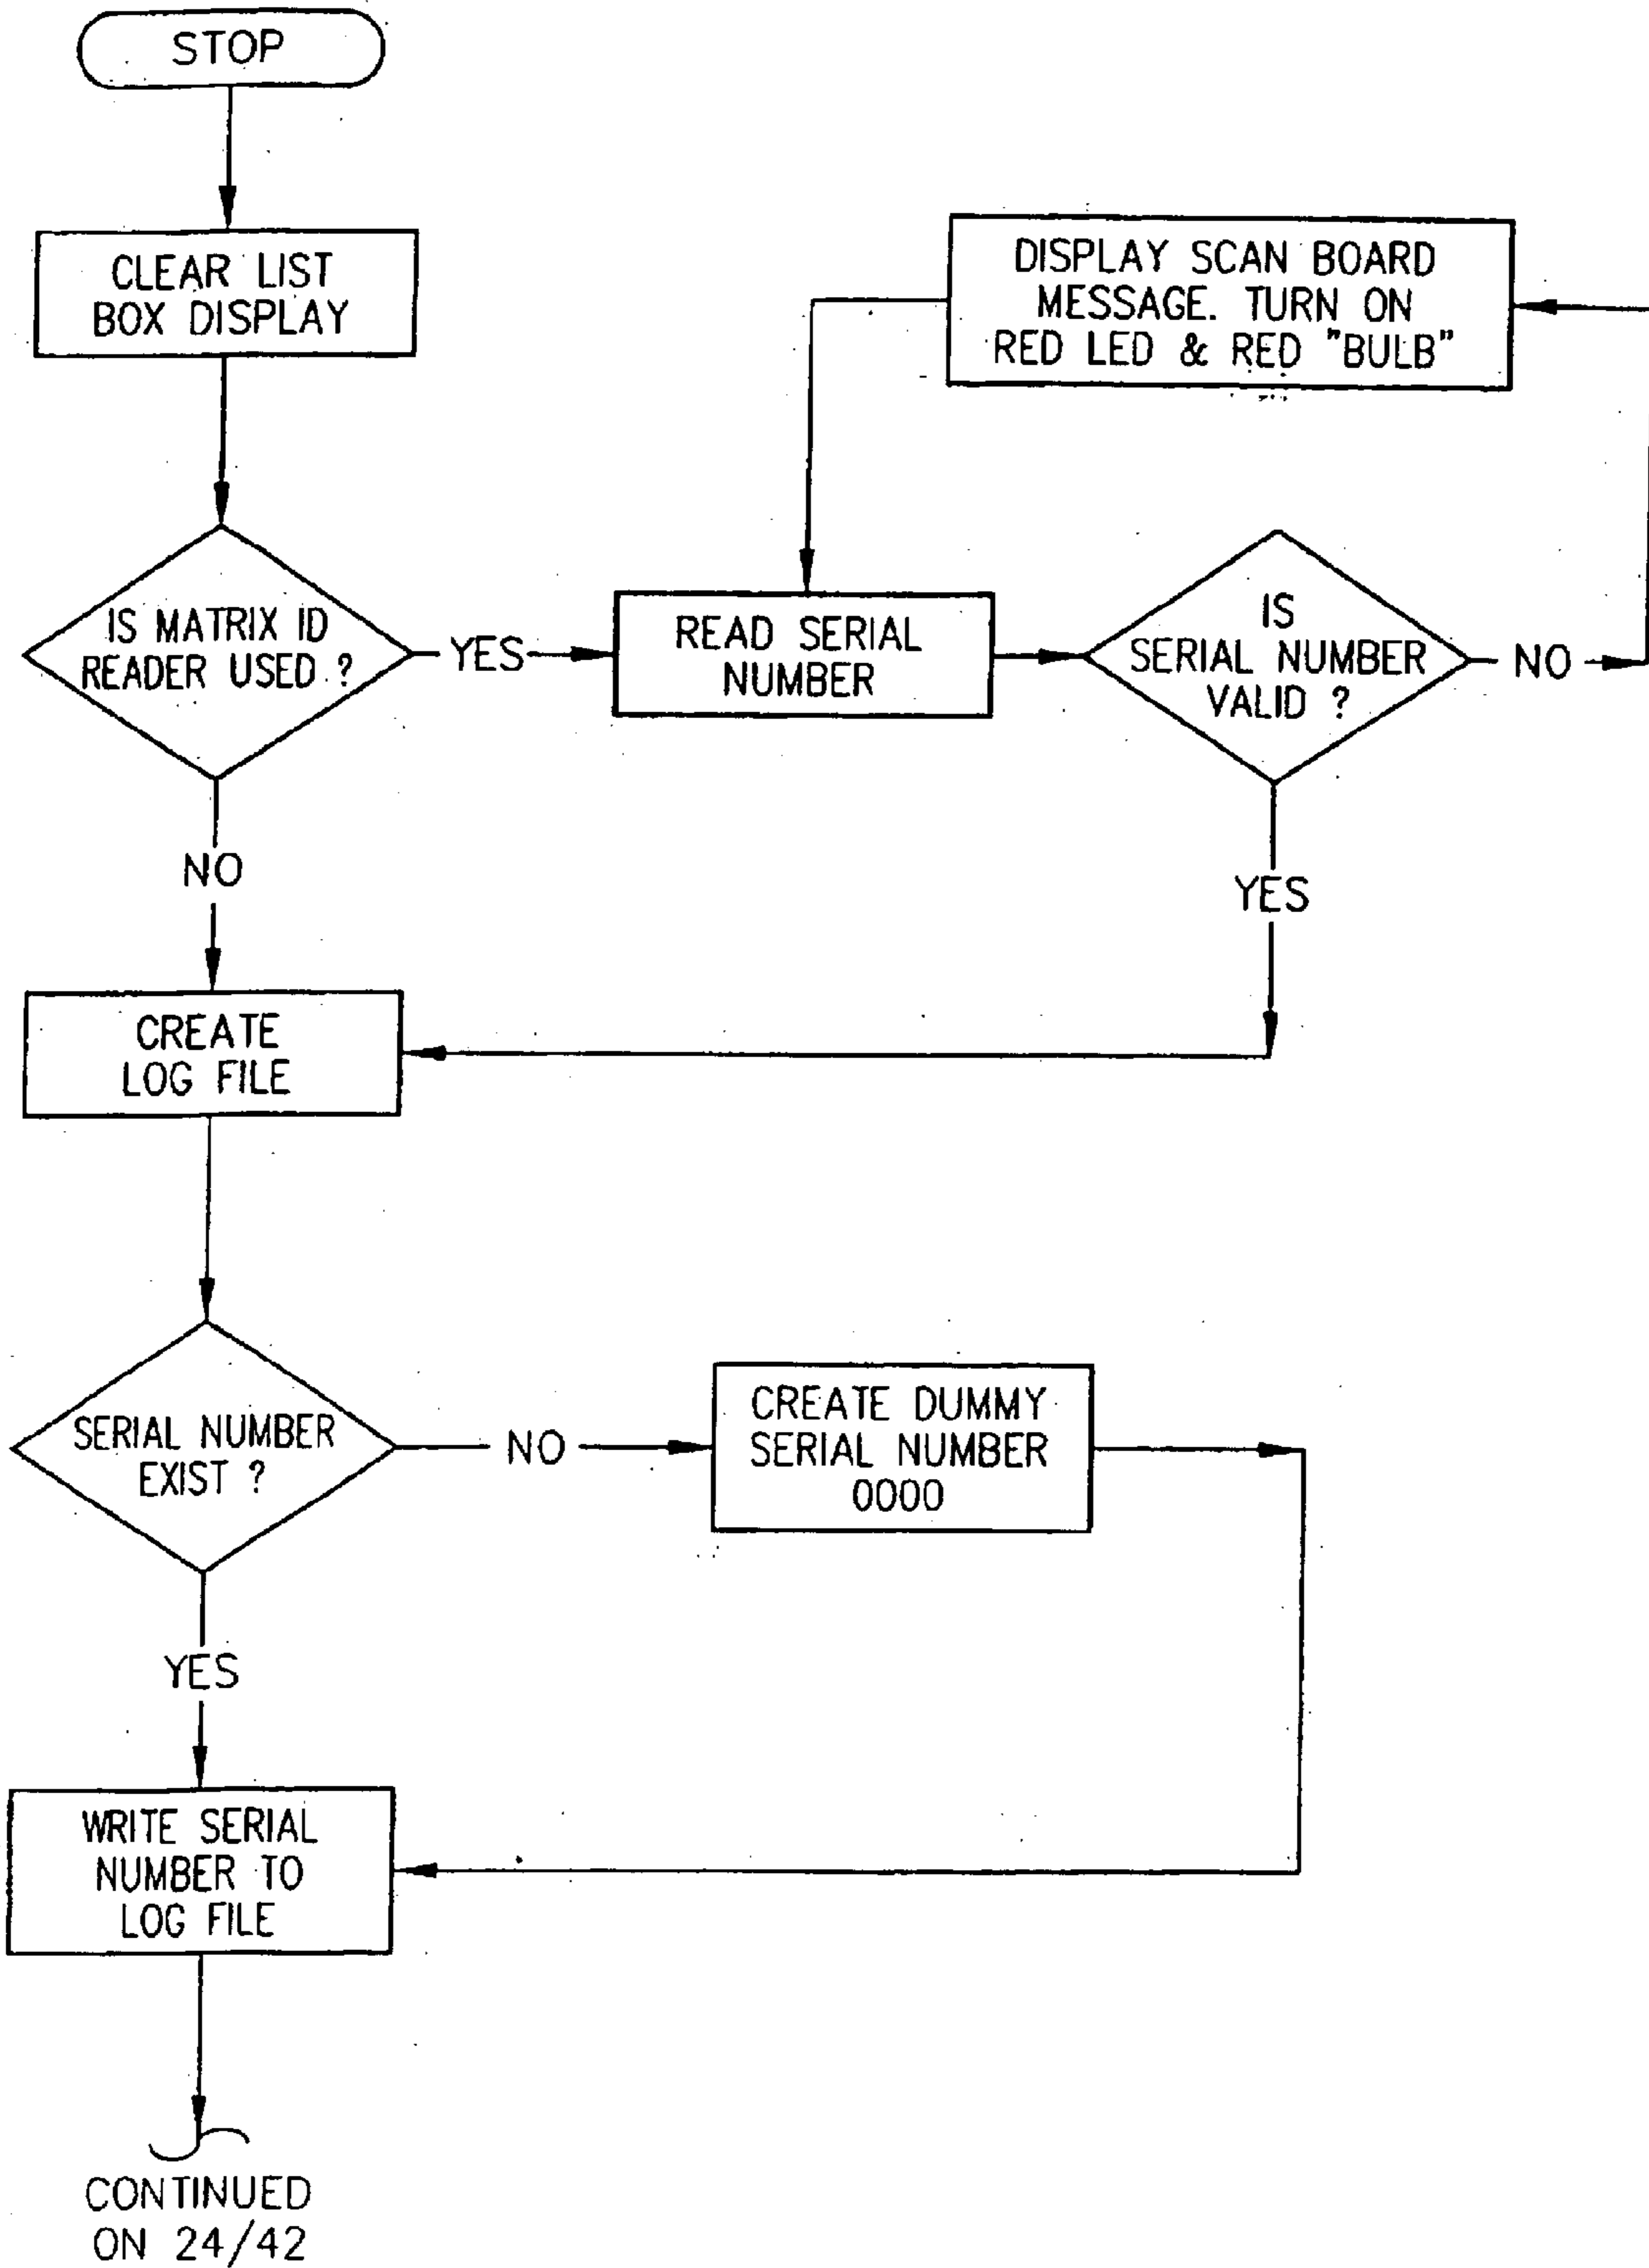 STOP
CLEAR LIST
BOX DISPLAY
DISPLAY SCAN BOARD
MESSAGE. TURN ON
RED LED & RED "BULB"
IS MATRIX ID
READER USED ?
YES
READ SERIAL
NUMBER
IS
SERIAL NUMBER
VALID ?
NO
NO
YES
CREATE
LOG FILE
SERIAL NUMBER
EXIST ?
NO
CREATE DUMMY
SERIAL NUMBER
0000
YES
WRITE SERIAL
NUMBER TO
LOG FILE
CONTINUED
ON 24/42